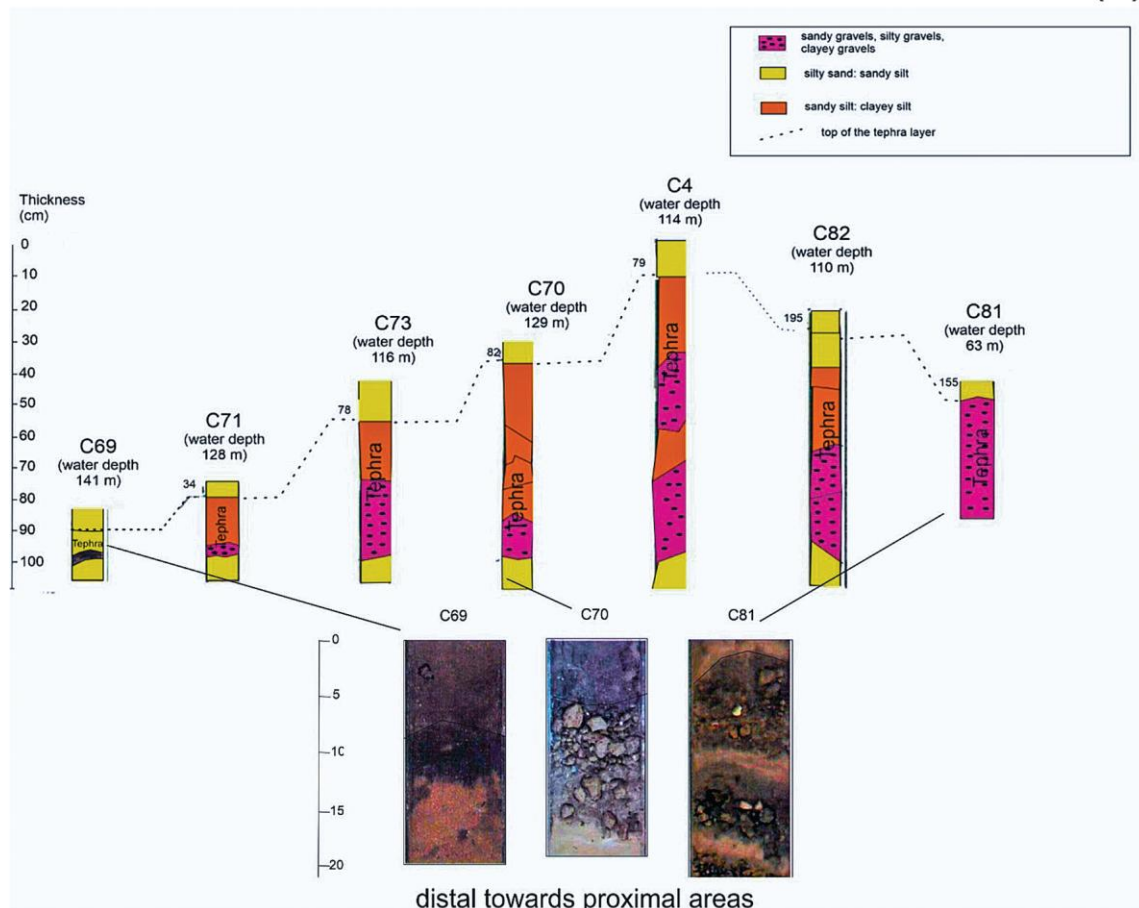 sandy gravels, silty gravels,
clayey gravels
silty sand: sandy silt
sandy silt: clayey silt
top of the tephra layer
Thickness
(cm)
0
10
20
30
40
50
60
70
80
90
100
C69
(water depth
141 m)
Tephra
C71
(water depth
128 m)
34
Tephra
C73
(water depth
116 m)
78
Tephra
C70
(water depth
129 m)
82
Tephra
C4
(water depth
114 m)
79
Tephra
C82
(water depth
110 m)
195
Tephra
C81
(water depth
63 m)
155
Tephra
C69
C70
C81
0
5
10
15
20
distal towards proximal areas